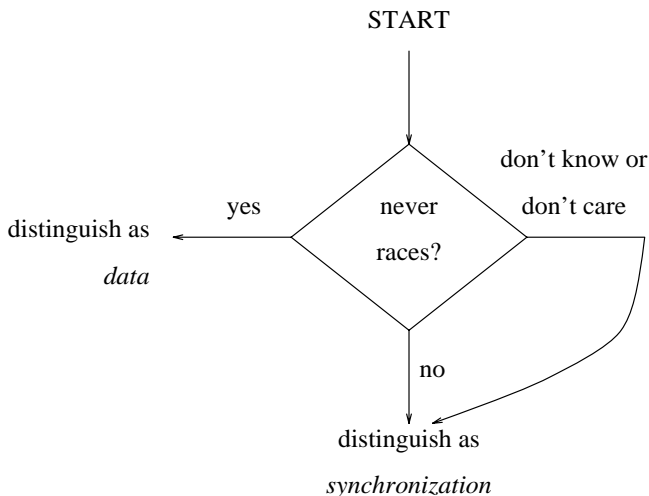 START
don't know or
don't care
yes
never
races?
distinguish as
data
no
distinguish as
synchronization